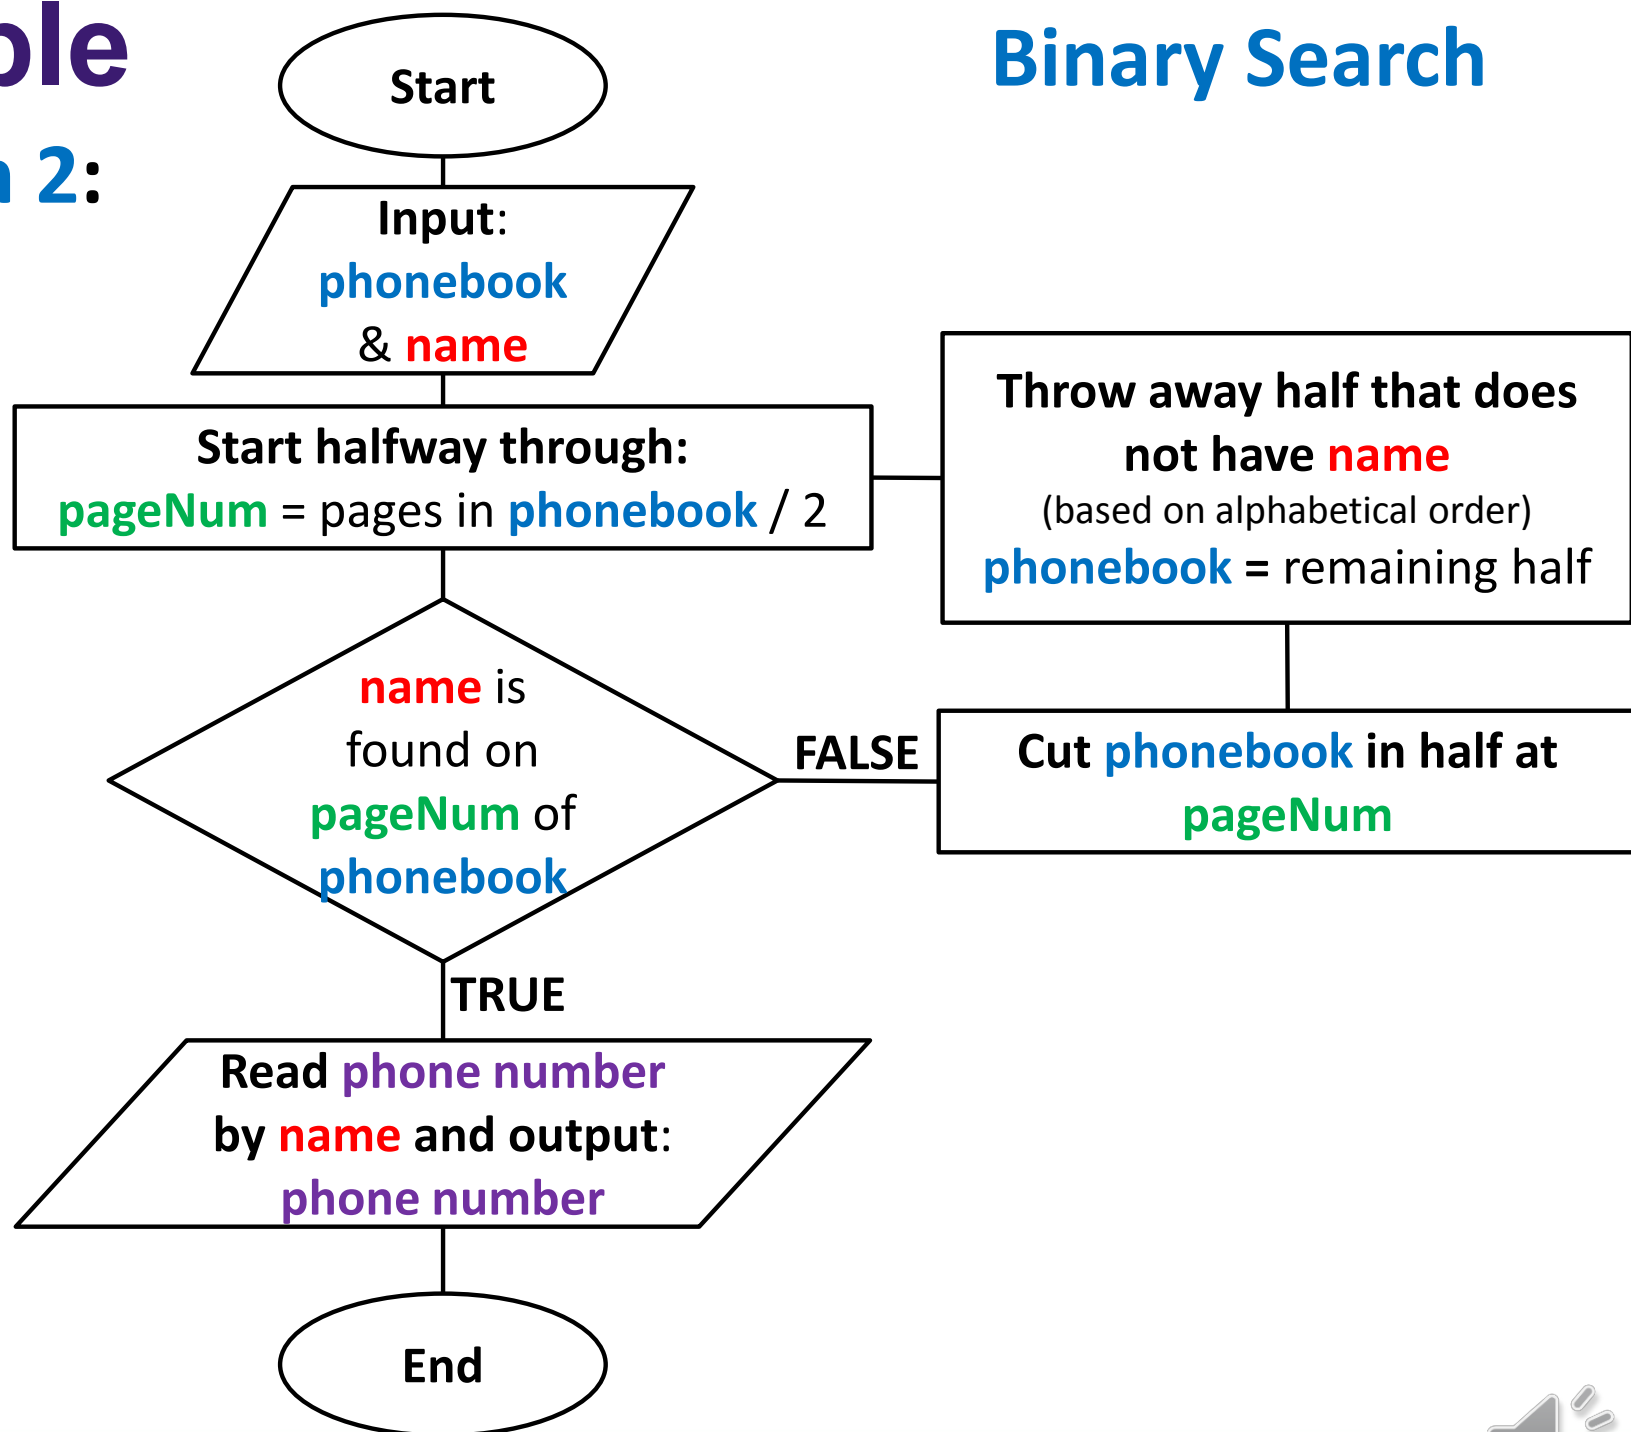 Binary Search
2:
Start
Input:
phonebook
& name
Start halfway through:
pageNum = pages in phonebook / 2
name is
found on
pageNum of
phonebook
FALSE
Cut phonebook in half at
pageNum
Throw away half that does
not have name
(based on alphabetical order)
phonebook = remaining half
TRUE
Read phone number
by name and output:
phone number
End